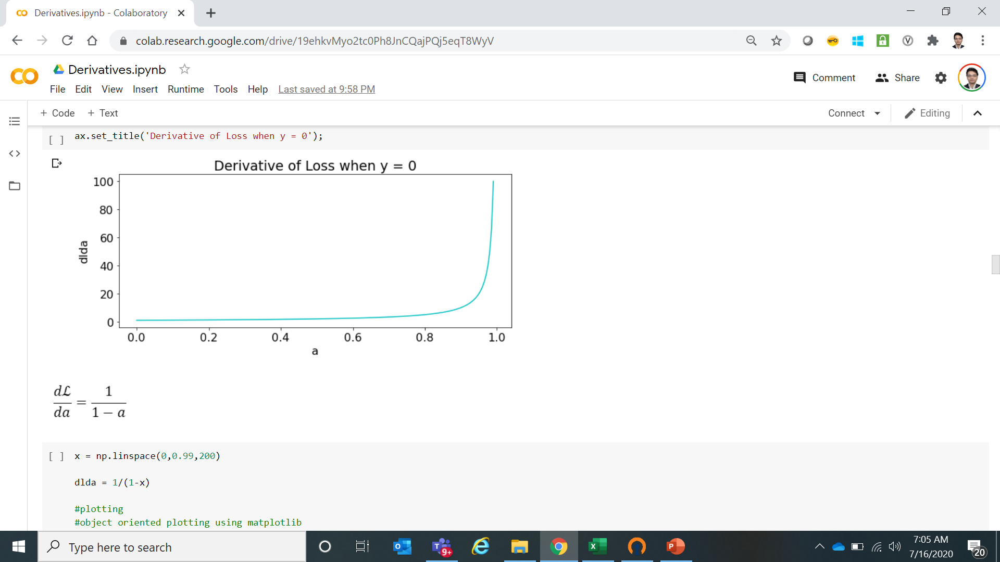 Derivatives.ipynb - Colaboratory
colab.research.google.com/drive/19ehkvMyo2tc0Ph8JnCQajPQj5eqT8WyV
Derivatives.ipynb
Comment Share
File Edit View Insert Runtime Tools Help Last saved at 9:58 PM
+ Code + Text Connect Editing
[ ] ax.set_title('Derivative of Loss when y = 0');
Derivative of Loss when y = 0
100
80
60
40
20
0
dlda
0.0 0.2 0.4 0.6 0.8 1.0
a
dℒ/da = 1/(1 − a)
[ ] x = np.linspace(0,0.99,200)
dlda = 1/(1-x)
#plotting
#object oriented plotting using matplotlib
Type here to search
9+
7:05 AM
7/16/2020
20